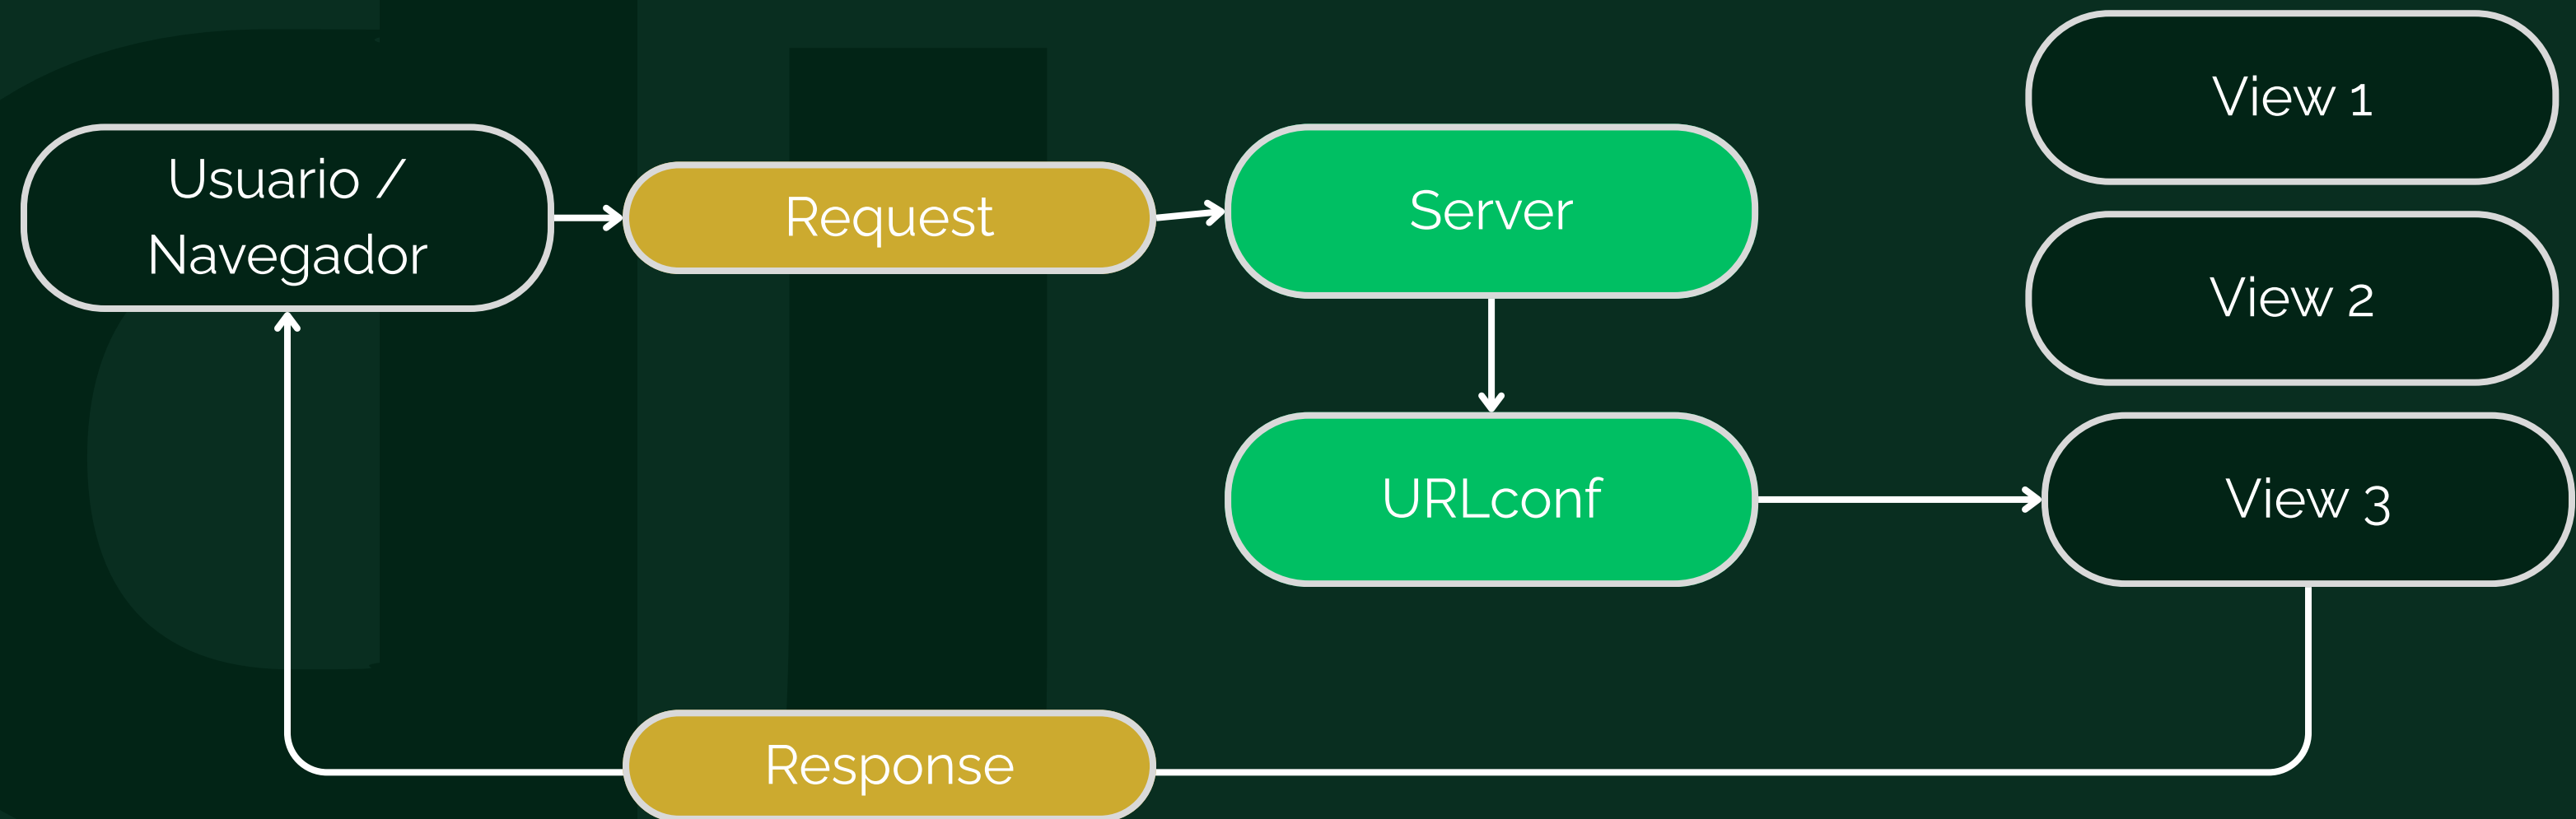 Usuario /
Navegador
Request
Server
URLconf
View 1
View 2
View 3
Response